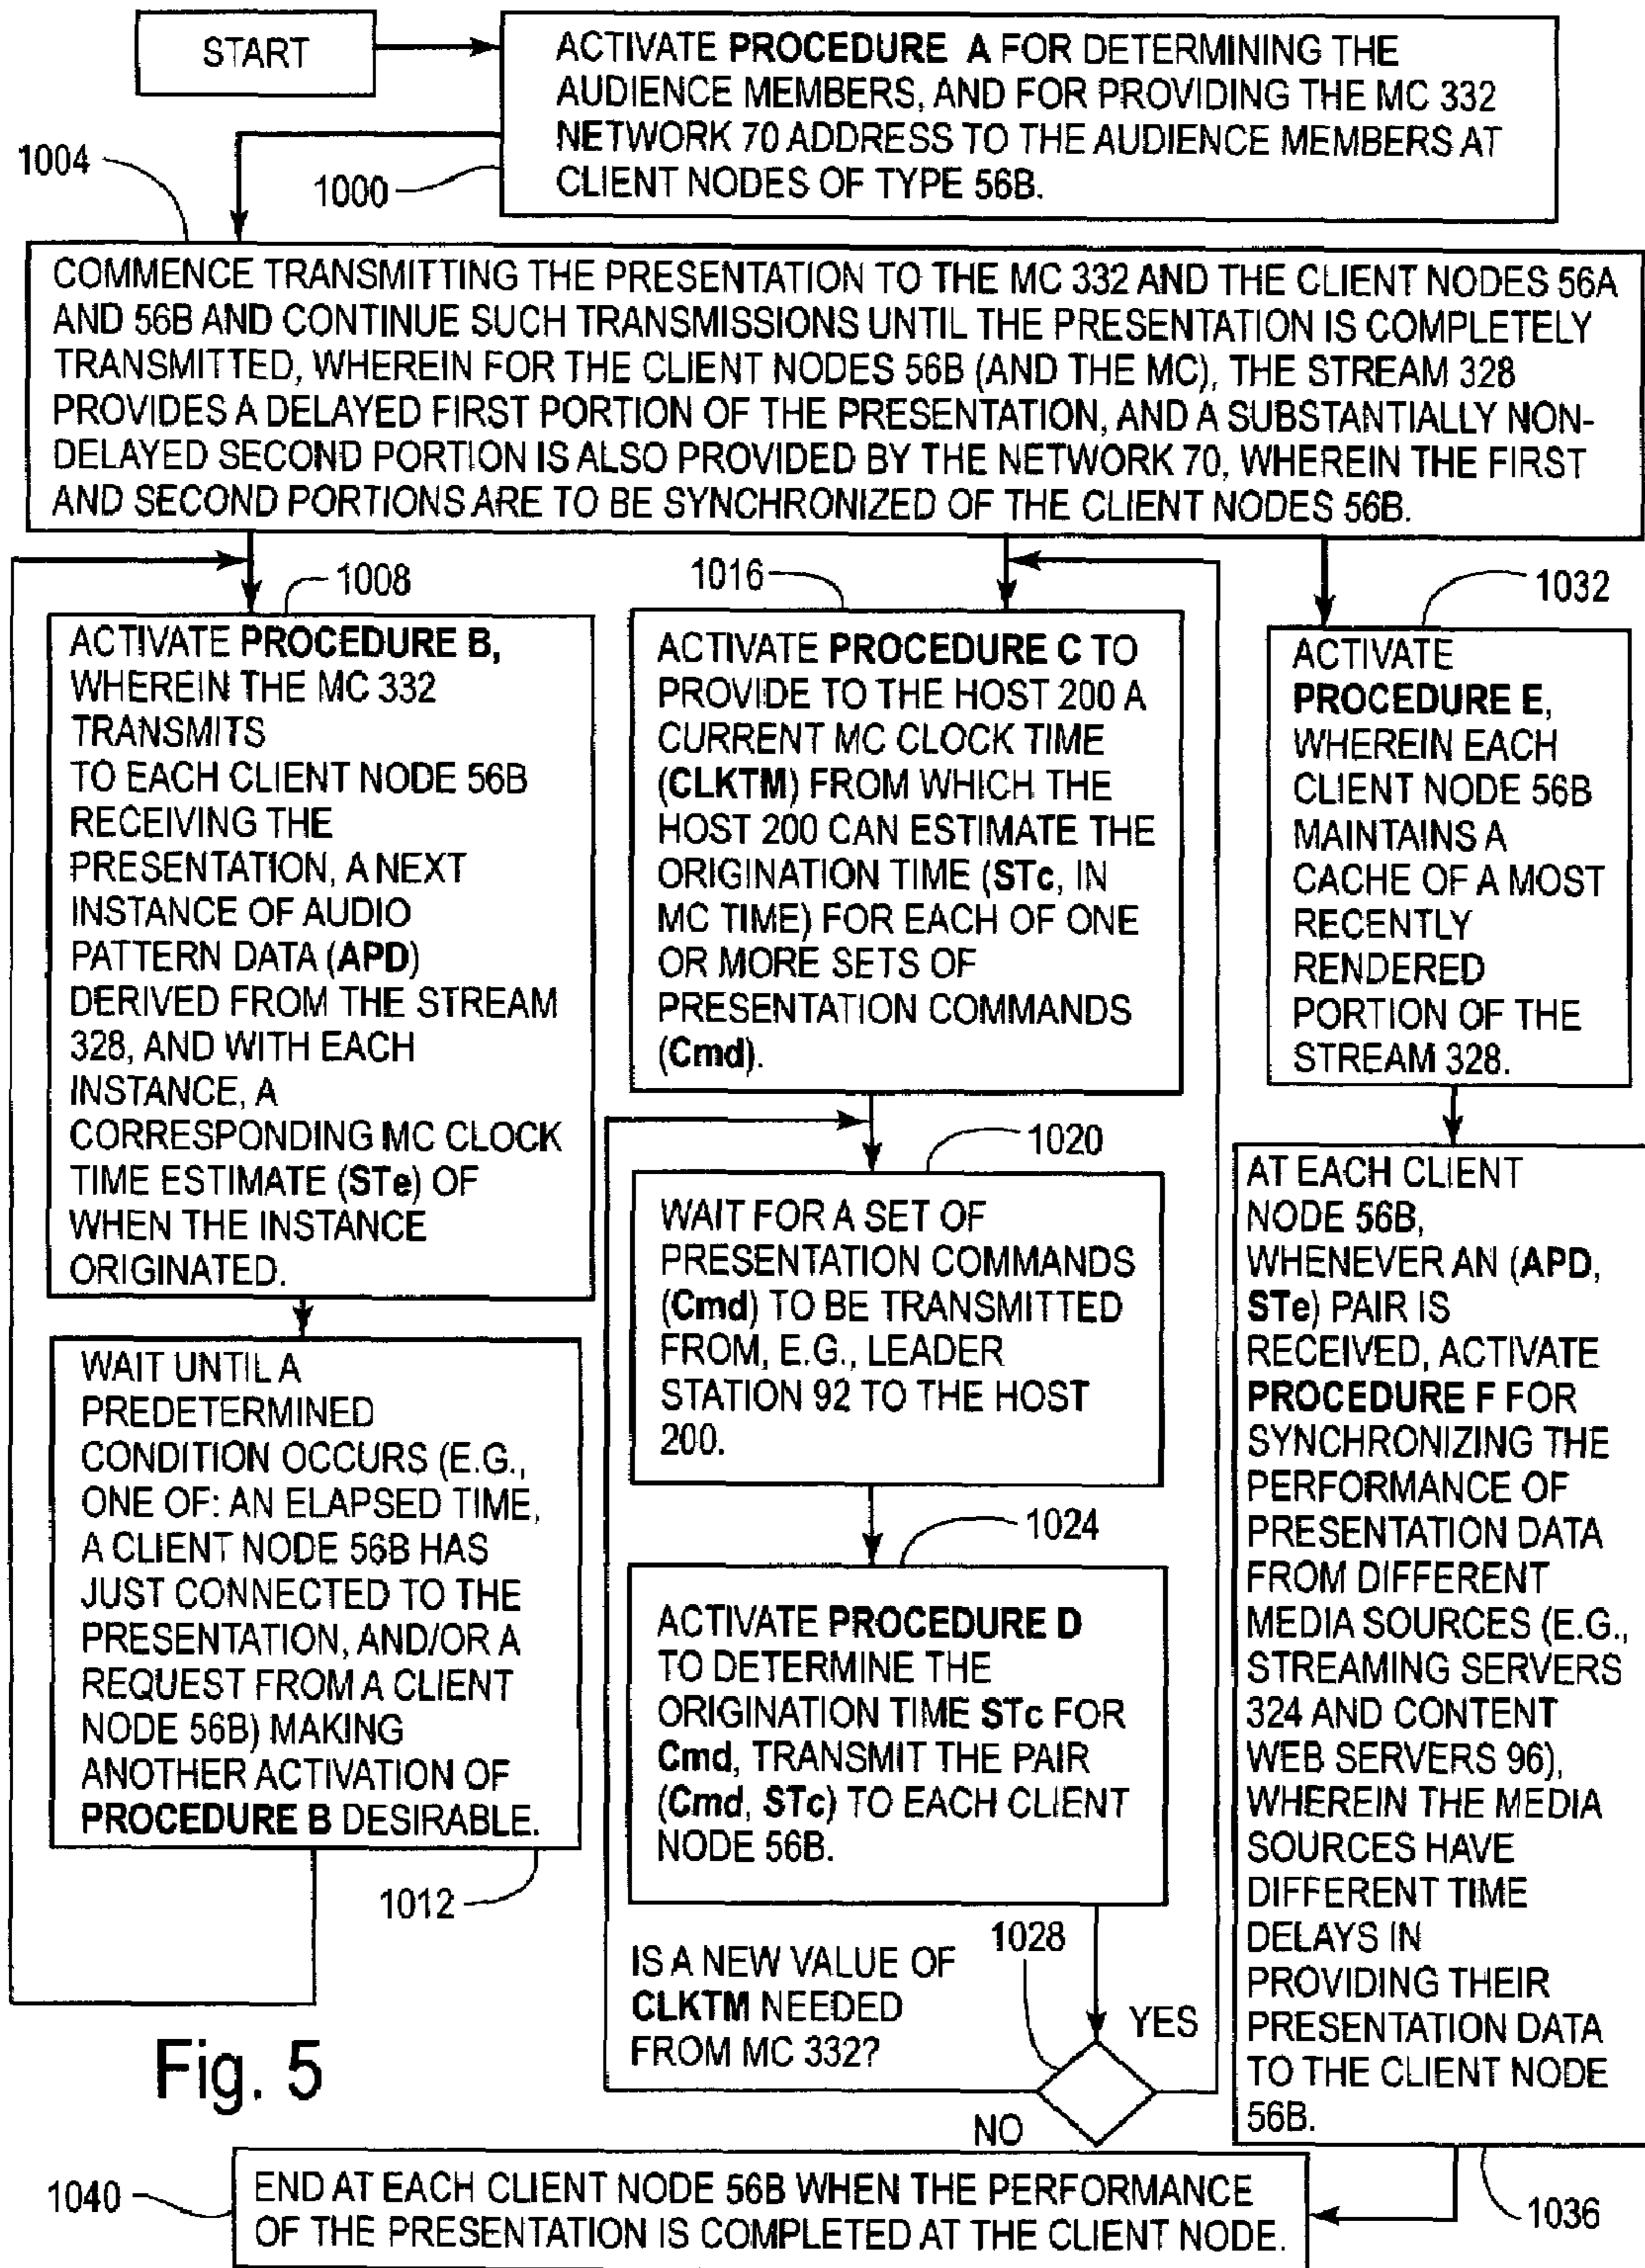 START
ACTIVATE PROCEDURE A FOR DETERMINING THE
AUDIENCE MEMBERS, AND FOR PROVIDING THE MC 332
NETWORK 70 ADDRESS TO THE AUDIENCE MEMBERS AT
CLIENT NODES OF TYPE 56B.
1000
1004
COMMENCE TRANSMITTING THE PRESENTATION TO THE MC 332 AND THE CLIENT NODES 56A
AND 56B AND CONTINUE SUCH TRANSMISSIONS UNTIL THE PRESENTATION IS COMPLETELY
TRANSMITTED, WHEREIN FOR THE CLIENT NODES 56B (AND THE MC), THE STREAM 328
PROVIDES A DELAYED FIRST PORTION OF THE PRESENTATION, AND A SUBSTANTIALLY NON-
DELAYED SECOND PORTION IS ALSO PROVIDED BY THE NETWORK 70, WHEREIN THE FIRST
AND SECOND PORTIONS ARE TO BE SYNCHRONIZED OF THE CLIENT NODES 56B.
1008
ACTIVATE PROCEDURE B,
WHEREIN THE MC 332
TRANSMITS
TO EACH CLIENT NODE 56B
RECEIVING THE
PRESENTATION, A NEXT
INSTANCE OF AUDIO
PATTERN DATA (APD)
DERIVED FROM THE STREAM
328, AND WITH EACH
INSTANCE, A
CORRESPONDING MC CLOCK
TIME ESTIMATE (STe) OF
WHEN THE INSTANCE
ORIGINATED.
WAIT UNTIL A
PREDETERMINED
CONDITION OCCURS (E.G.,
ONE OF: AN ELAPSED TIME,
A CLIENT NODE 56B HAS
JUST CONNECTED TO THE
PRESENTATION, AND/OR A
REQUEST FROM A CLIENT
NODE 56B) MAKING
ANOTHER ACTIVATION OF
PROCEDURE B DESIRABLE.
1012
1016
ACTIVATE PROCEDURE C TO
PROVIDE TO THE HOST 200 A
CURRENT MC CLOCK TIME
(CLKTM) FROM WHICH THE
HOST 200 CAN ESTIMATE THE
ORIGINATION TIME (STc, IN
MC TIME) FOR EACH OF ONE
OR MORE SETS OF
PRESENTATION COMMANDS
(Cmd).
1020
WAIT FOR A SET OF
PRESENTATION COMMANDS
(Cmd) TO BE TRANSMITTED
FROM, E.G., LEADER
STATION 92 TO THE HOST
200.
1024
ACTIVATE PROCEDURE D
TO DETERMINE THE
ORIGINATION TIME STc FOR
Cmd, TRANSMIT THE PAIR
(Cmd, STc) TO EACH CLIENT
NODE 56B.
1028
IS A NEW VALUE OF
CLKTM NEEDED
FROM MC 332?
YES
NO
1032
ACTIVATE
PROCEDURE E,
WHEREIN EACH
CLIENT NODE 56B
MAINTAINS A
CACHE OF A MOST
RECENTLY
RENDERED
PORTION OF THE
STREAM 328.
AT EACH CLIENT
NODE 56B,
WHENEVER AN (APD,
STe) PAIR IS
RECEIVED, ACTIVATE
PROCEDURE F FOR
SYNCHRONIZING THE
PERFORMANCE OF
PRESENTATION DATA
FROM DIFFERENT
MEDIA SOURCES (E.G.,
STREAMING SERVERS
324 AND CONTENT
WEB SERVERS 96),
WHEREIN THE MEDIA
SOURCES HAVE
DIFFERENT TIME
DELAYS IN
PROVIDING THEIR
PRESENTATION DATA
TO THE CLIENT NODE
56B.
1036
Fig. 5
1040
END AT EACH CLIENT NODE 56B WHEN THE PERFORMANCE
OF THE PRESENTATION IS COMPLETED AT THE CLIENT NODE.